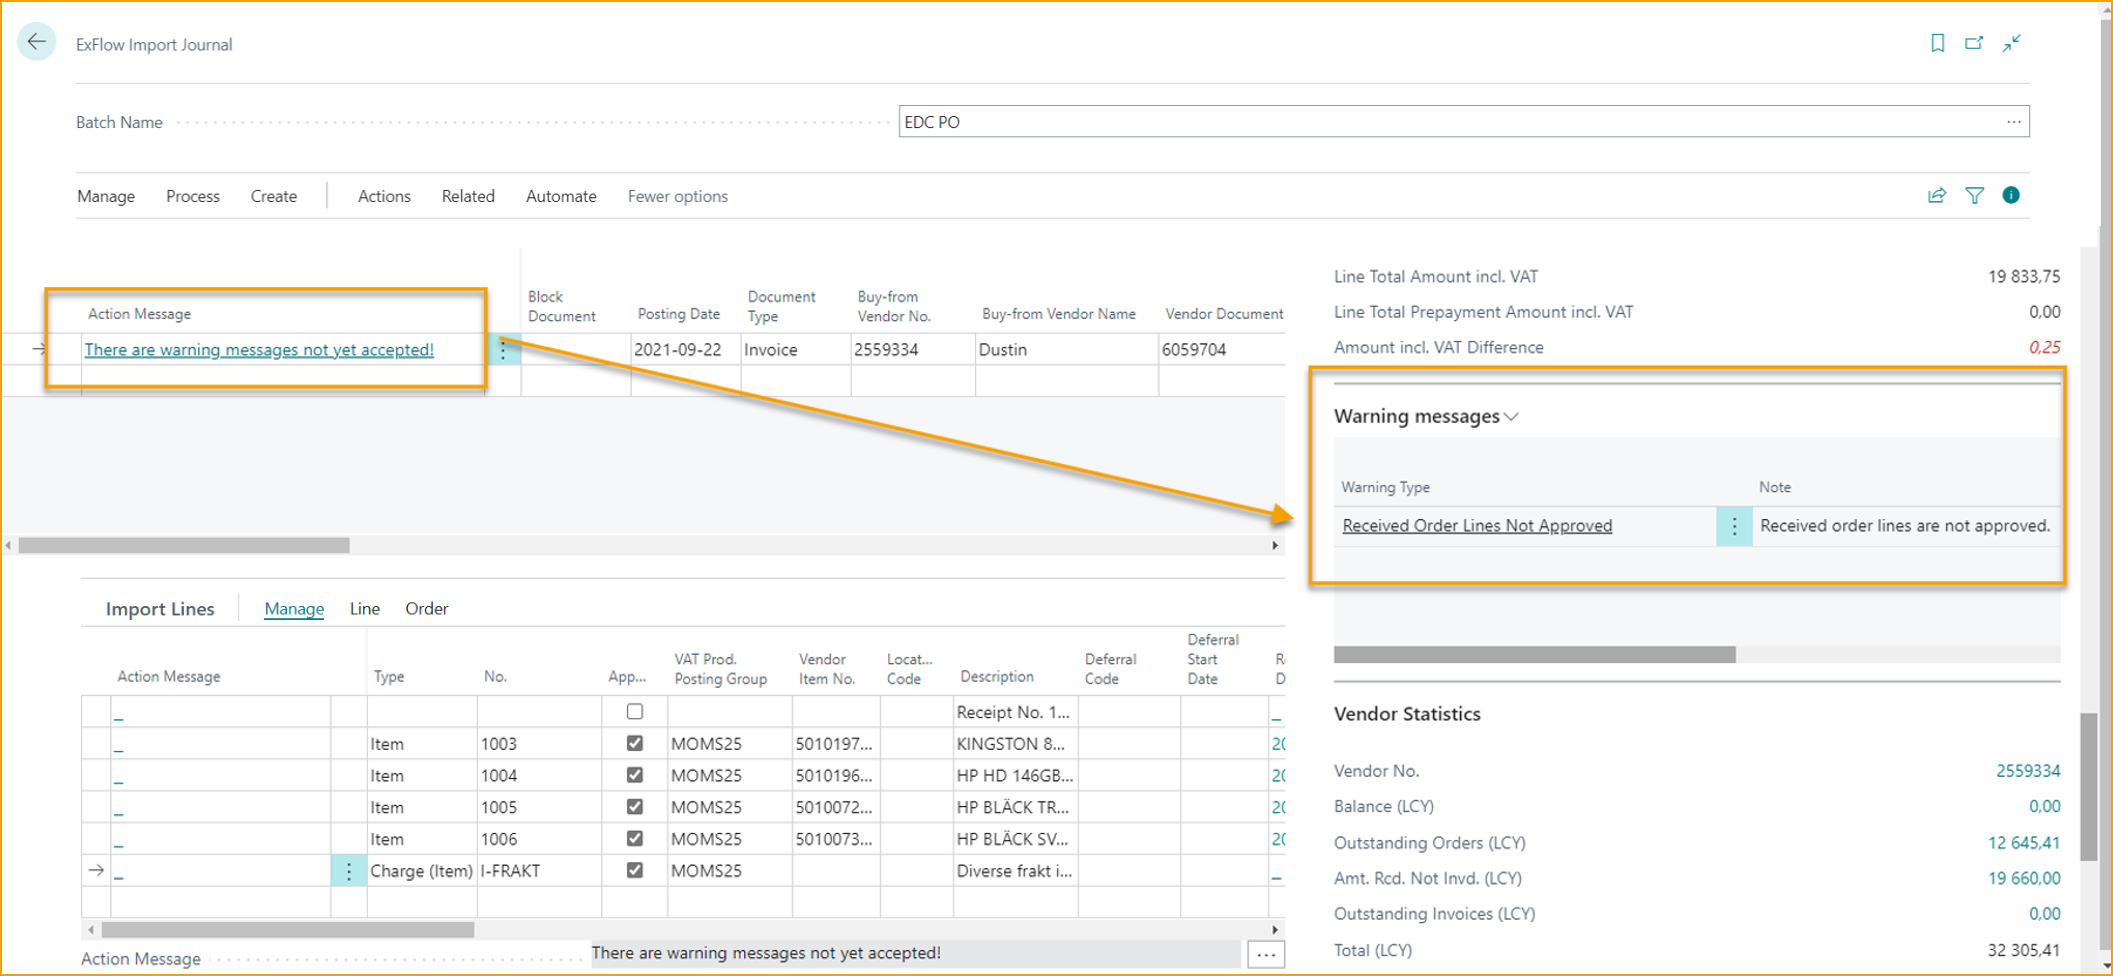 ExFlow Import Journal
Batch Name
EDC PO
Manage Process Create Actions Related Automate Fewer options
Action Message
Block Document
Posting Date
Document Type
Buy-from Vendor No.
Buy-from Vendor Name
Vendor Document
There are warning messages not yet accepted! 2021-09-22 Invoice 2559334 Dustin 6059704
Line Total Amount incl. VAT 19 833,75
Line Total Prepayment Amount incl. VAT 0,00
Amount incl. VAT Difference 0,25
Warning messages
Warning Type Note
Received Order Lines Not Approved Received order lines are not approved.
Import Lines Manage Line Order
Action Message
Type
No.
App...
VAT Prod. Posting Group
Vendor Item No.
Locat... Code
Description
Deferral Code
Deferral Start Date
_ Receipt No. 1... _
_ Item 1003 MOMS25 5010197... KINGSTON 8... 20
_ Item 1004 MOMS25 5010196... HP HD 146GB... 20
_ Item 1005 MOMS25 5010072... HP BLÄCK TR... 20
_ Item 1006 MOMS25 5010073... HP BLÄCK SV... 20
_ Charge (Item) I-FRAKT MOMS25 Diverse frakt i... _
Action Message There are warning messages not yet accepted!
Vendor Statistics
Vendor No. 2559334
Balance (LCY) 0,00
Outstanding Orders (LCY) 12 645,41
Amt. Rcd. Not Invd. (LCY) 19 660,00
Outstanding Invoices (LCY) 0,00
Total (LCY) 32 305,41